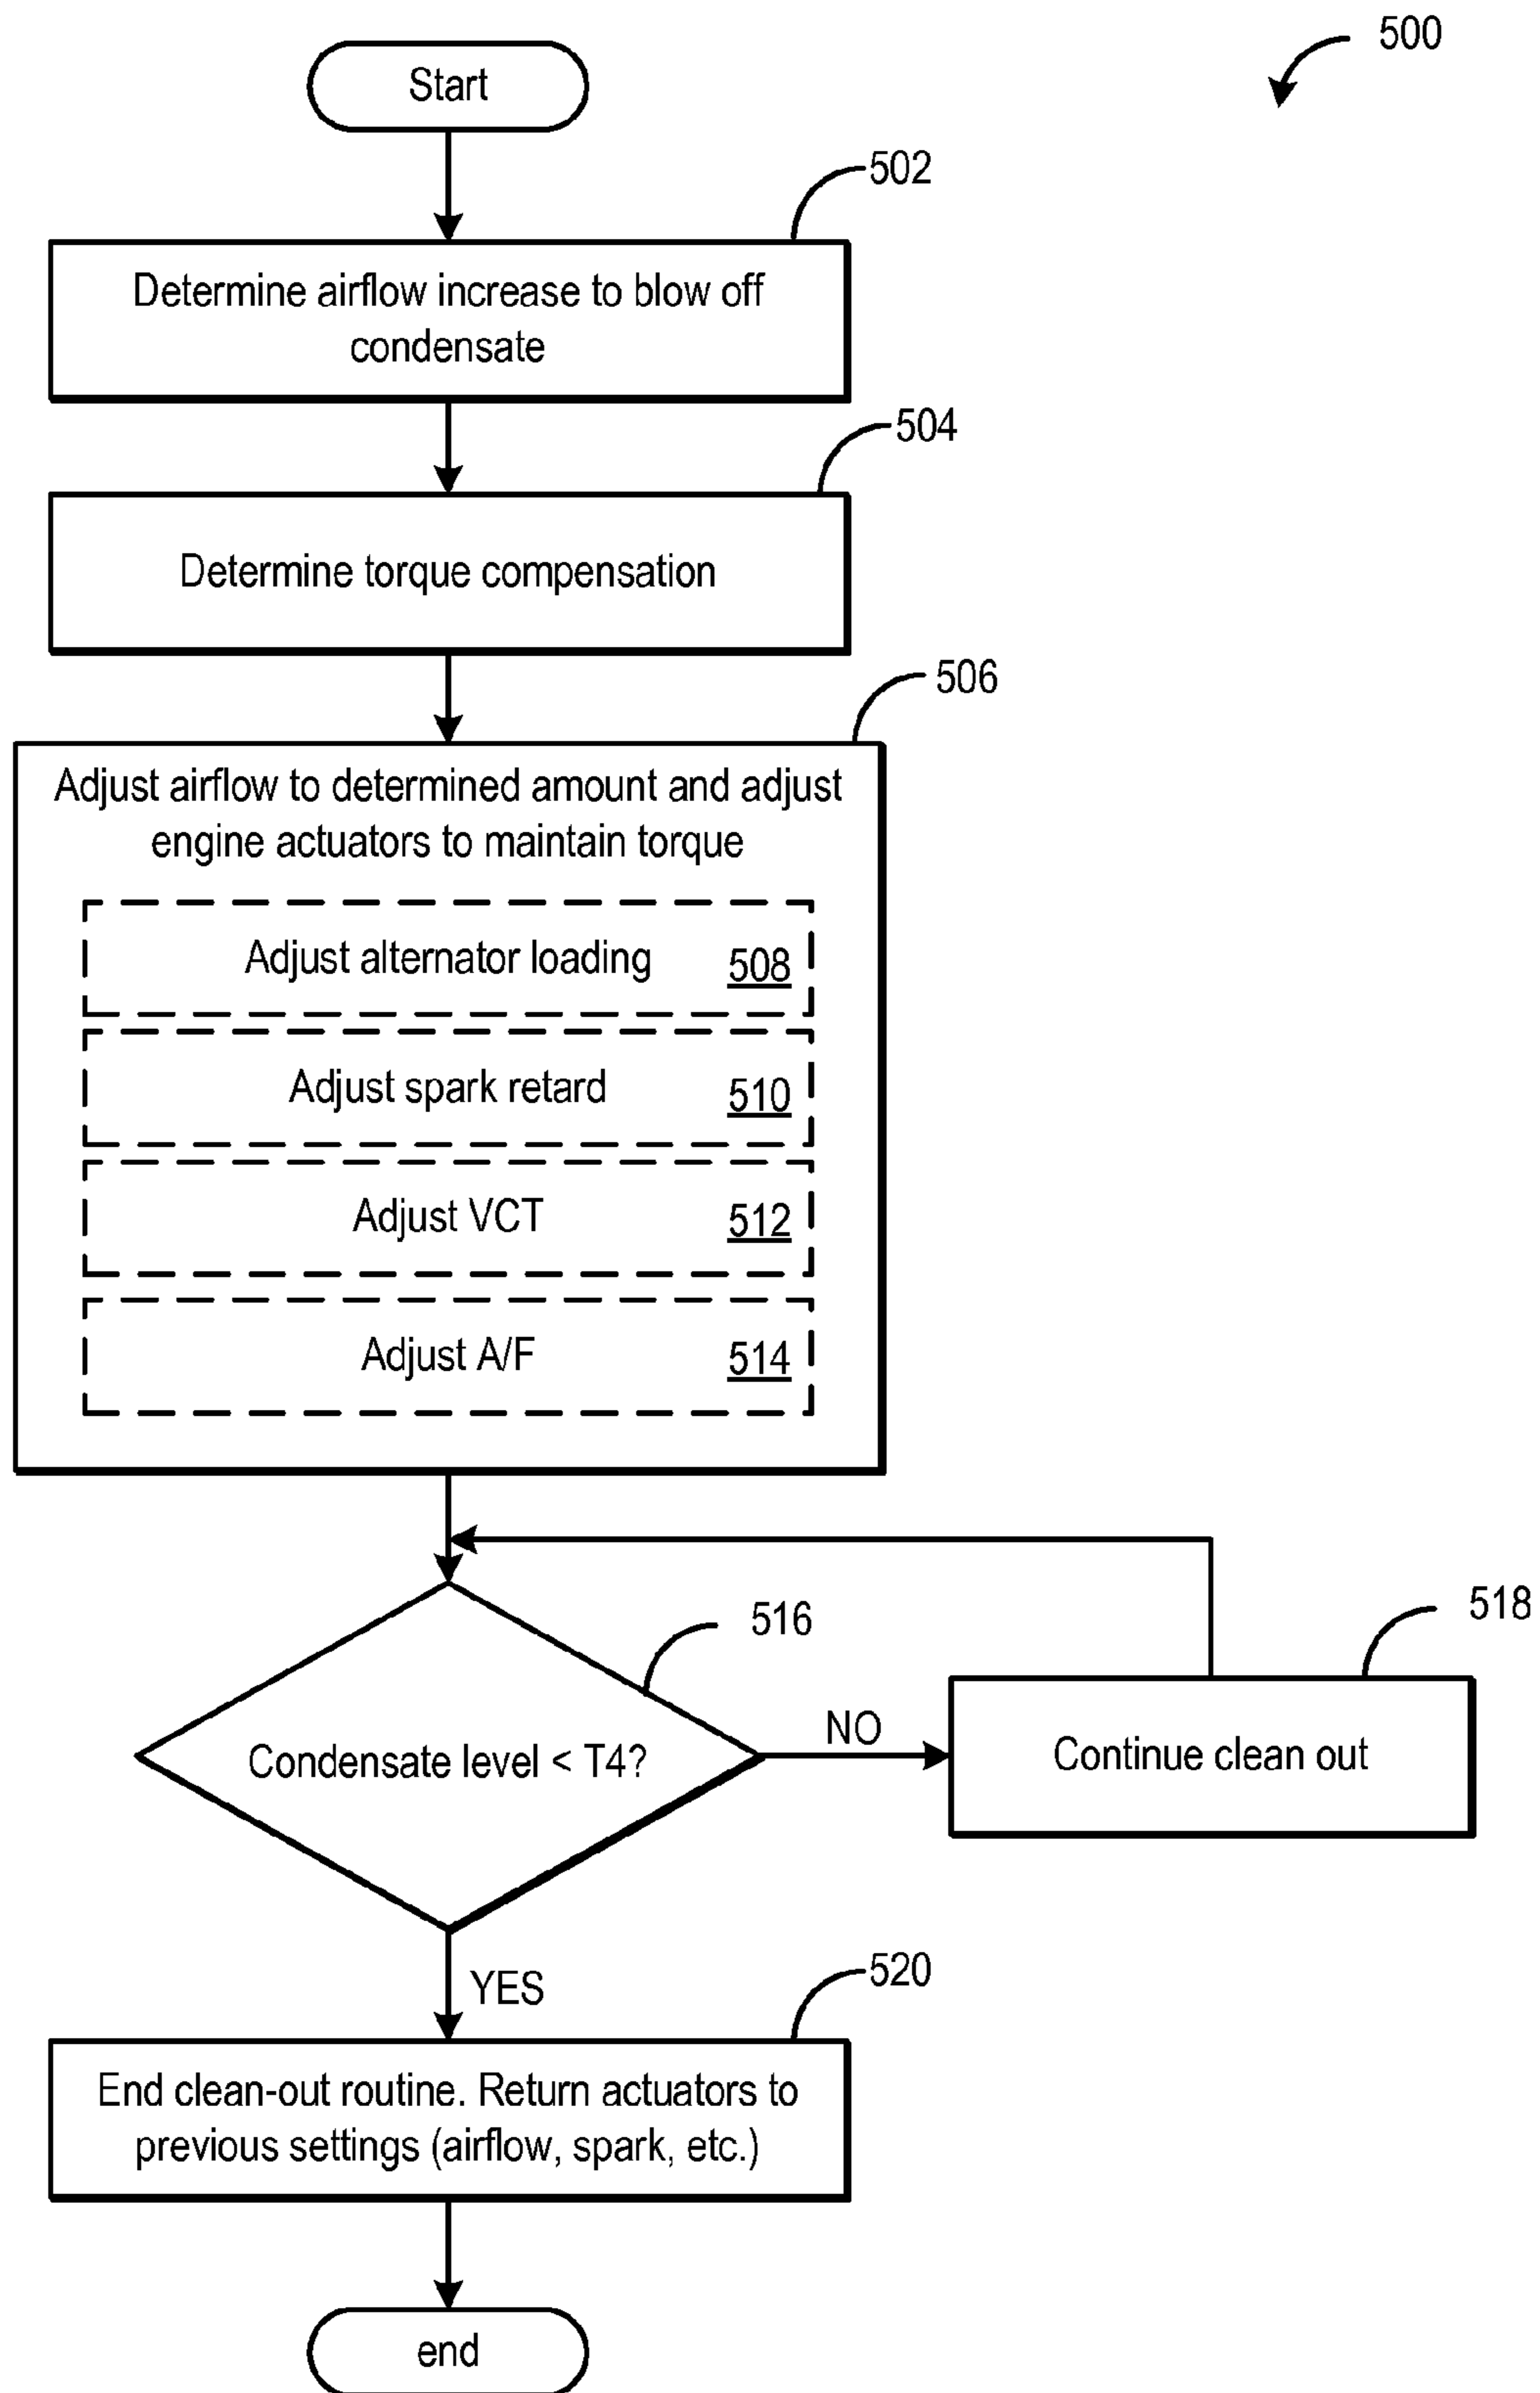 500
Start
502
Determine airflow increase to blow off
condensate
504
Determine torque compensation
506
Adjust airflow to determined amount and adjust
engine actuators to maintain torque
Adjust alternator loading 508
Adjust spark retard 510
Adjust VCT 512
Adjust A/F 514
516
518
Condensate level < T4?
NO
Continue clean out
YES
520
End clean-out routine. Return actuators to
previous settings (airflow, spark, etc.)
end